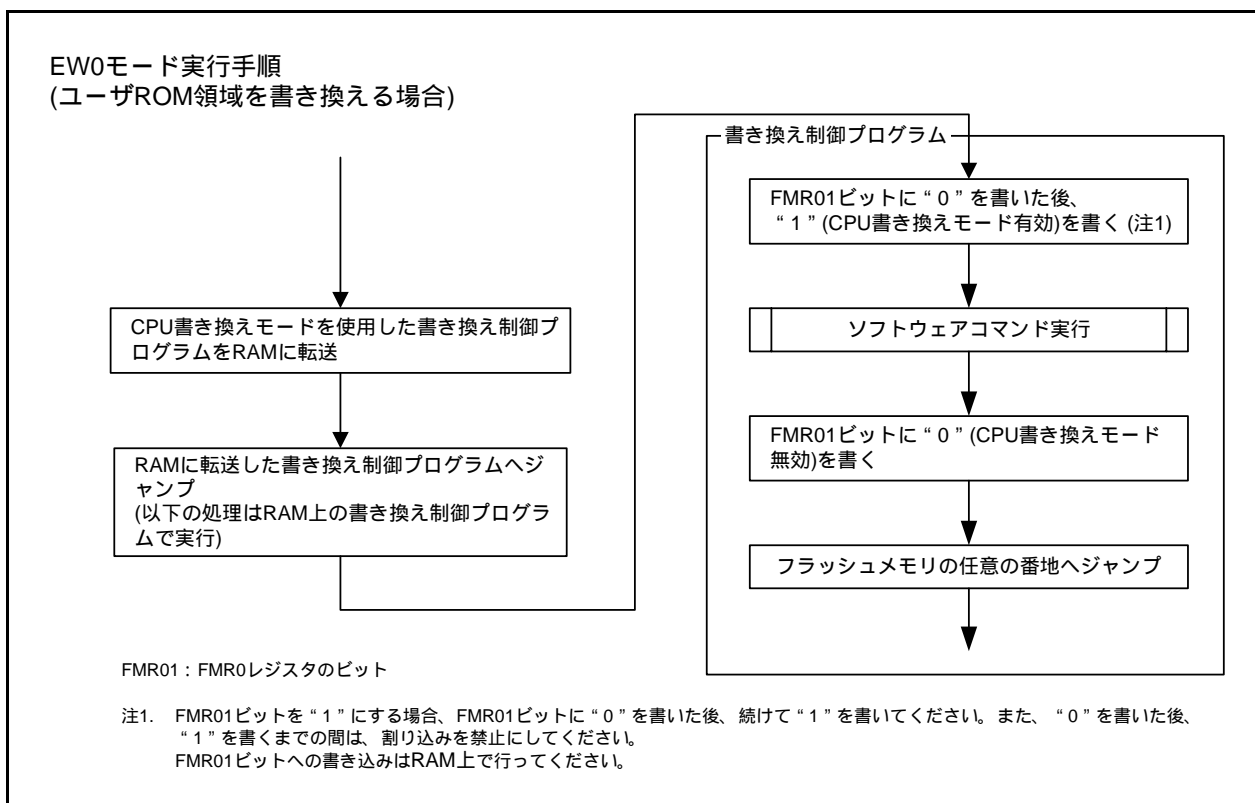 EW0モード実行手順
(ユーザROM領域を書き換える場合)
CPU書き換えモードを使用した書き換え制御プ
ログラムをRAMに転送
RAMに転送した書き換え制御プログラムへジ
ャンプ
(以下の処理はRAM上の書き換え制御プログラ
ムで実行)
書き換え制御プログラム
FMR01ビットに“0”を書いた後、
“1”(CPU書き換えモード有効)を書く (注1)
ソフトウェアコマンド実行
FMR01ビットに“0”(CPU書き換えモード
無効)を書く
フラッシュメモリの任意の番地へジャンプ
FMR01：FMR0レジスタのビット
注1. FMR01ビットを“1”にする場合、FMR01ビットに“0”を書いた後、続けて“1”を書いてください。また、“0”を書いた後、
“1”を書くまでの間は、割り込みを禁止にしてください。
FMR01ビットへの書き込みはRAM上で行ってください。